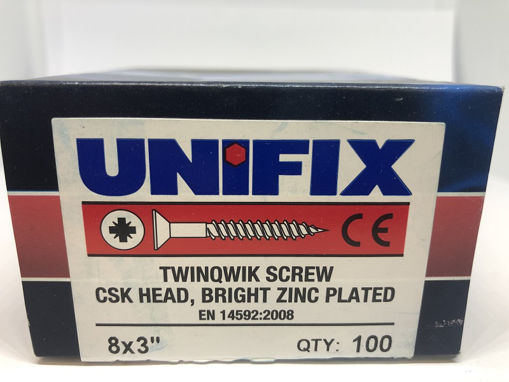 UNIFIX
CE
TWINQWIK SCREW
CSK HEAD, BRIGHT ZINC PLATED
EN 14592:2008
8x3" QTY: 100